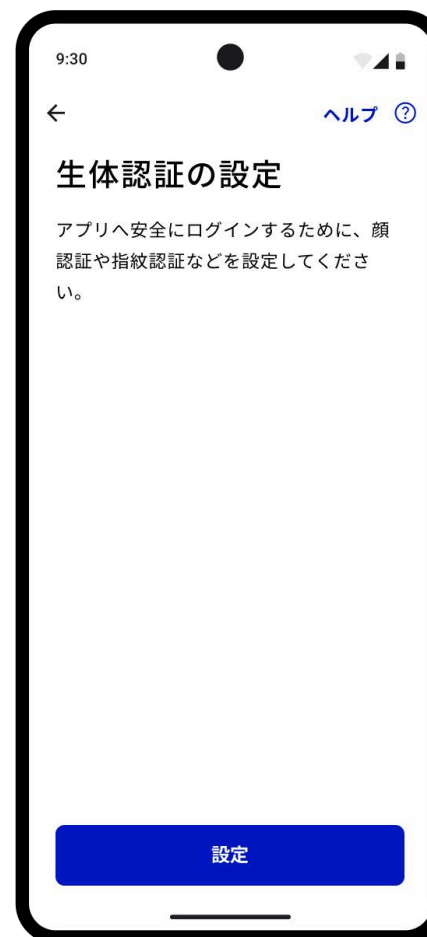 9:30
ヘルプ
生体認証の設定
アプリへ安全にログインするために、顔
認証や指紋認証などを設定してくださ
い。
設定